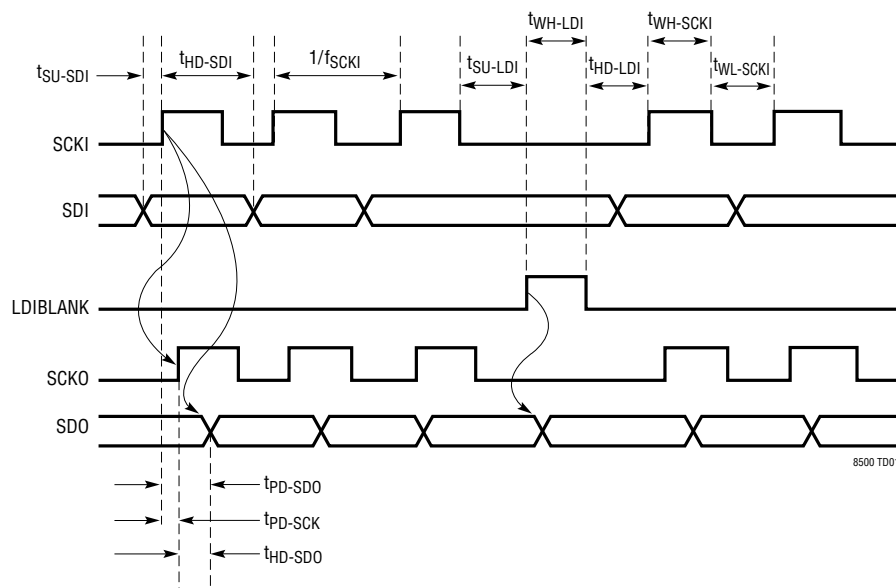 tWH-LDI
tWH-SCKI
tHD-SDI
1/fSCKI
tSU-LDI
tHD-LDI
tSU-SDI
tWL-SCKI
SCKI
SDI
LDIBLANK
SCKO
SDO
8500 TD01
tPD-SDO
tPD-SCK
tHD-SDO